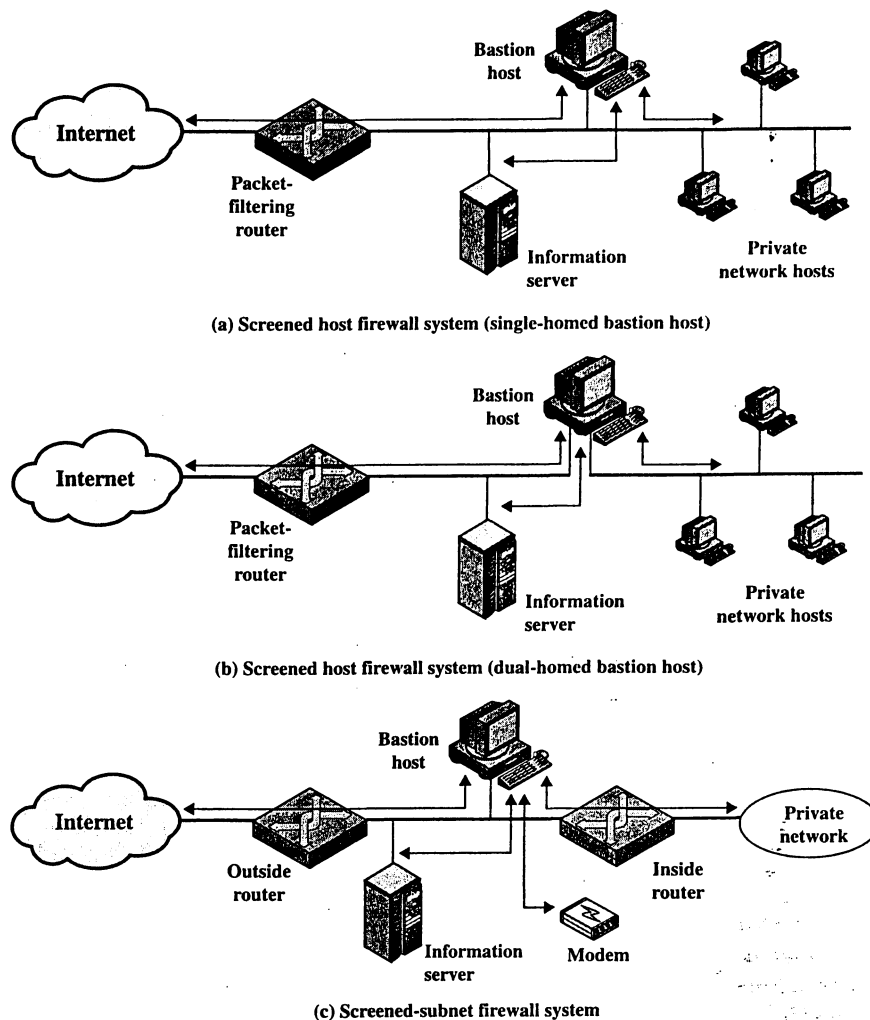 Bastion
host
Internet
Packet-
filtering
router
Information
server
Private
network hosts
(a) Screened host firewall system (single-homed bastion host)
Bastion
host
Internet
Packet-
filtering
router
Information
server
Private
network hosts
(b) Screened host firewall system (dual-homed bastion host)
Bastion
host
Internet
Outside
router
Information
server
Modem
Inside
router
Private
network
(c) Screened-subnet firewall system